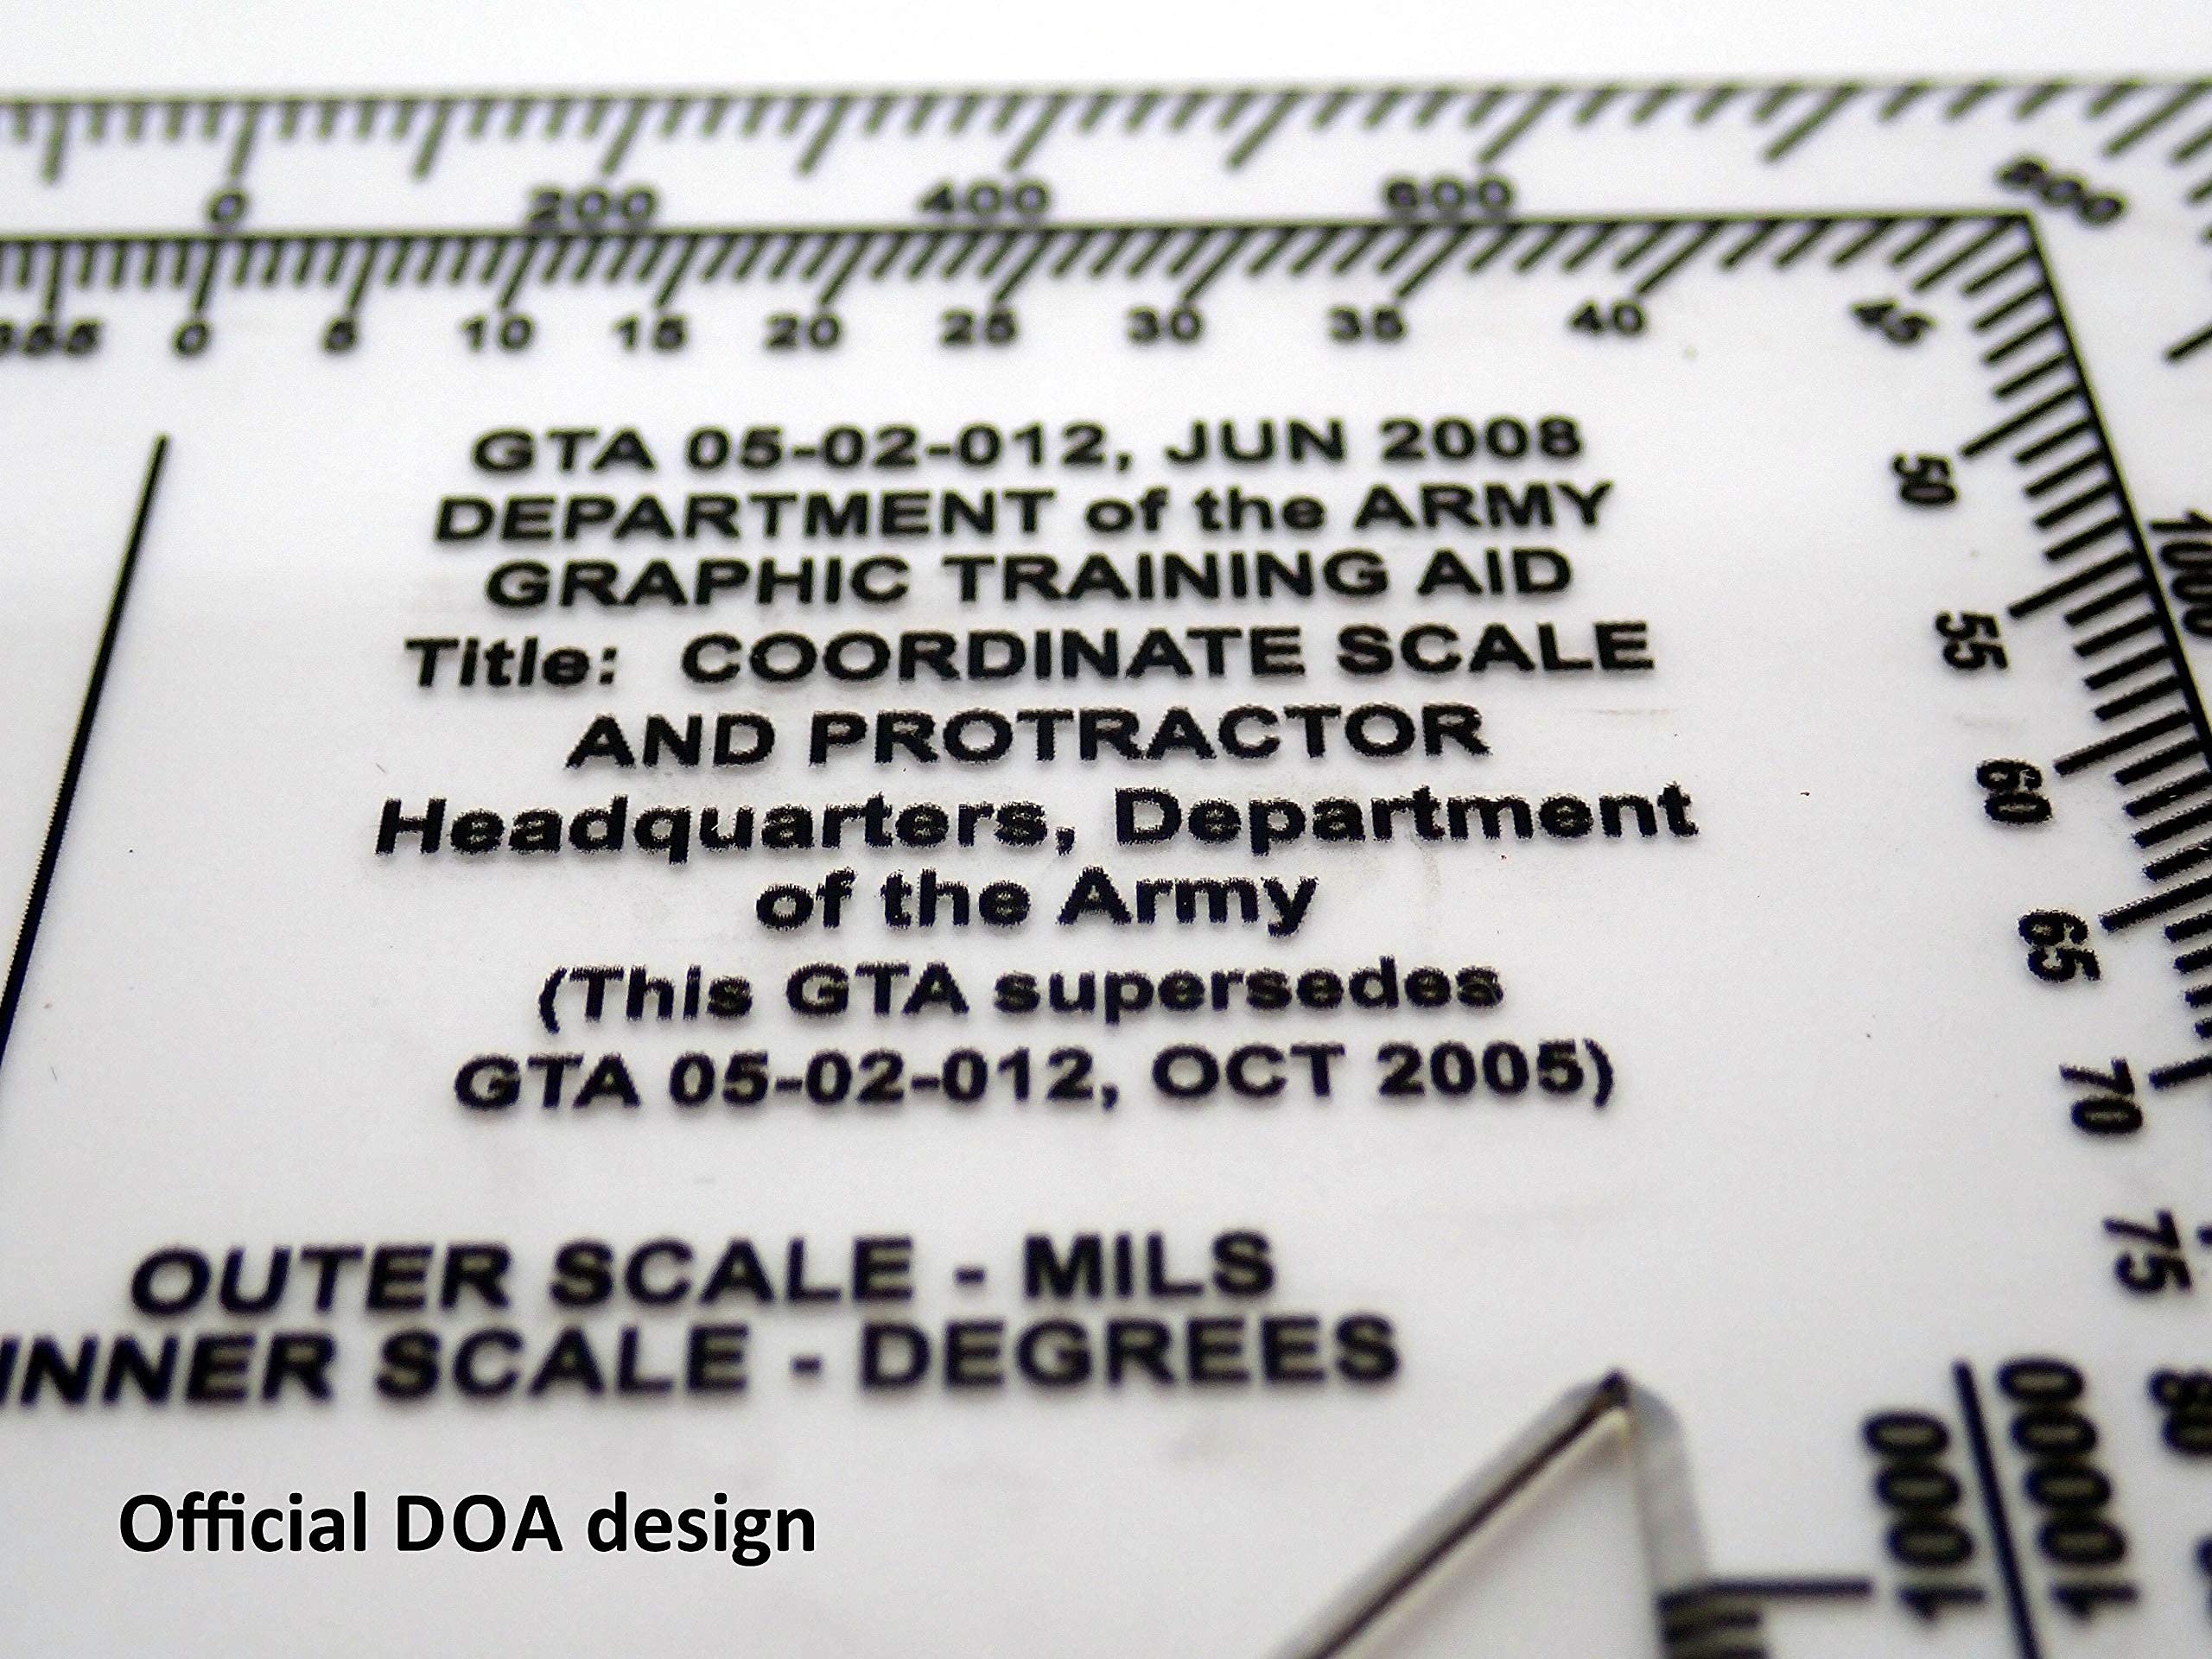 0 200 400 600 800
355 0 5 10 15 20 25 30 35 40 45
GTA 05-02-012, JUN 2008
DEPARTMENT of the ARMY
GRAPHIC TRAINING AID
Title: COORDINATE SCALE
AND PROTRACTOR
Headquarters, Department
of the Army
(This GTA supersedes
GTA 05-02-012, OCT 2005)
50
1000
55
60
65
70
75
OUTER SCALE - MILS
INNER SCALE - DEGREES
1000
10000
Official DOA design